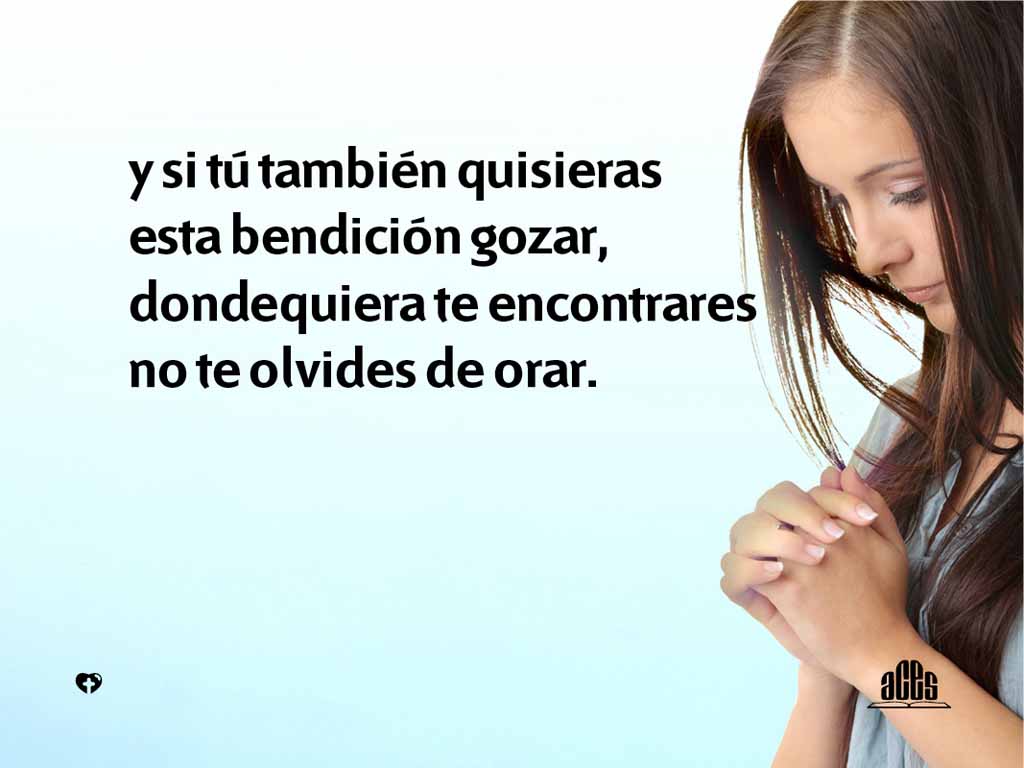 y si tú también quisieras
esta bendición gozar,
dondequiera te encontrares
no te olvides de orar.
aces